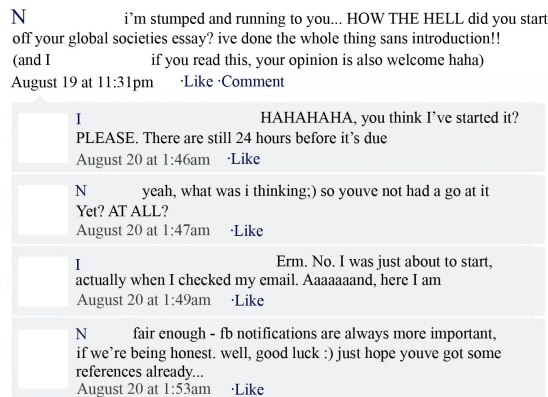 N i'm stumped and running to you... HOW THE HELL did you start
off your global societies essay? ive done the whole thing sans introduction!!
(and I if you read this, your opinion is also welcome haha)
August 19 at 11:31pm ·Like ·Comment
I HAHAHAHA, you think I've started it?
PLEASE. There are still 24 hours before it's due
August 20 at 1:46am ·Like
N yeah, what was i thinking;) so youve not had a go at it
Yet? AT ALL?
August 20 at 1:47am ·Like
I Erm. No. I was just about to start,
actually when I checked my email. Aaaaaaand, here I am
August 20 at 1:49am ·Like
N fair enough - fb notifications are always more important,
if we're being honest. well, good luck :) just hope youve got some
references already...
August 20 at 1:53am ·Like